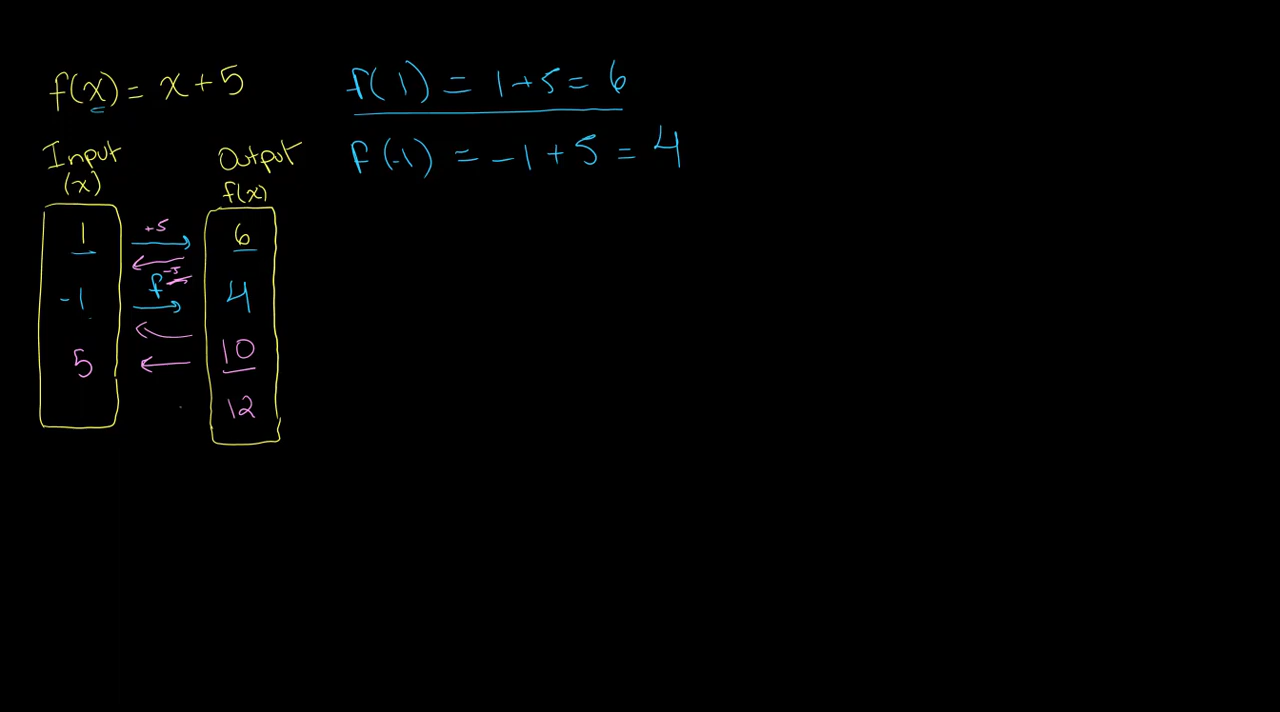 f(x) = x + 5
f(1) = 1 + 5 = 6
f(-1) = -1 + 5 = 4
Input Output
(x) f(x)
1 +5 6
-5
-1 f 4
5 10
12